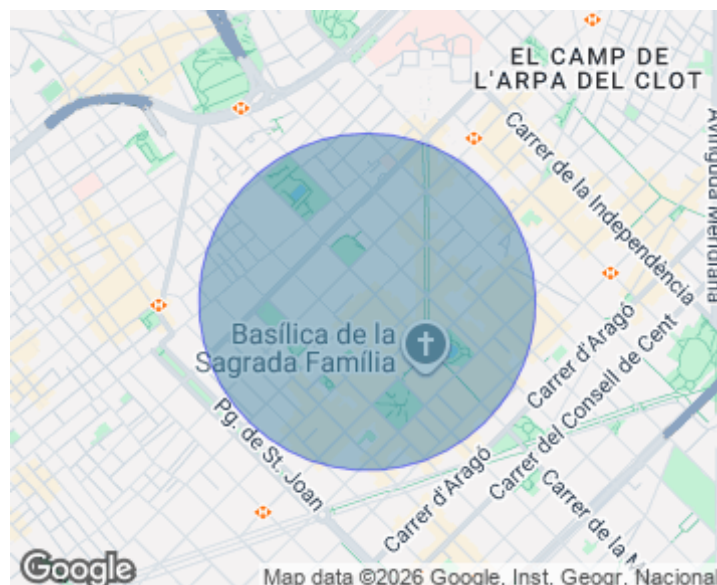 EL CAMP DE
L'ARPA DEL CLOT
Avinguda Meridiana
Carrer de la Independència
Basílica de la
Sagrada Família
Carrer d'Aragó
Carrer del Consell de Cent
Pg. de St. Joan
Carrer d'Aragó
Carrer de la M
Google
Map data ©2026 Google, Inst. Geogr. Nacional